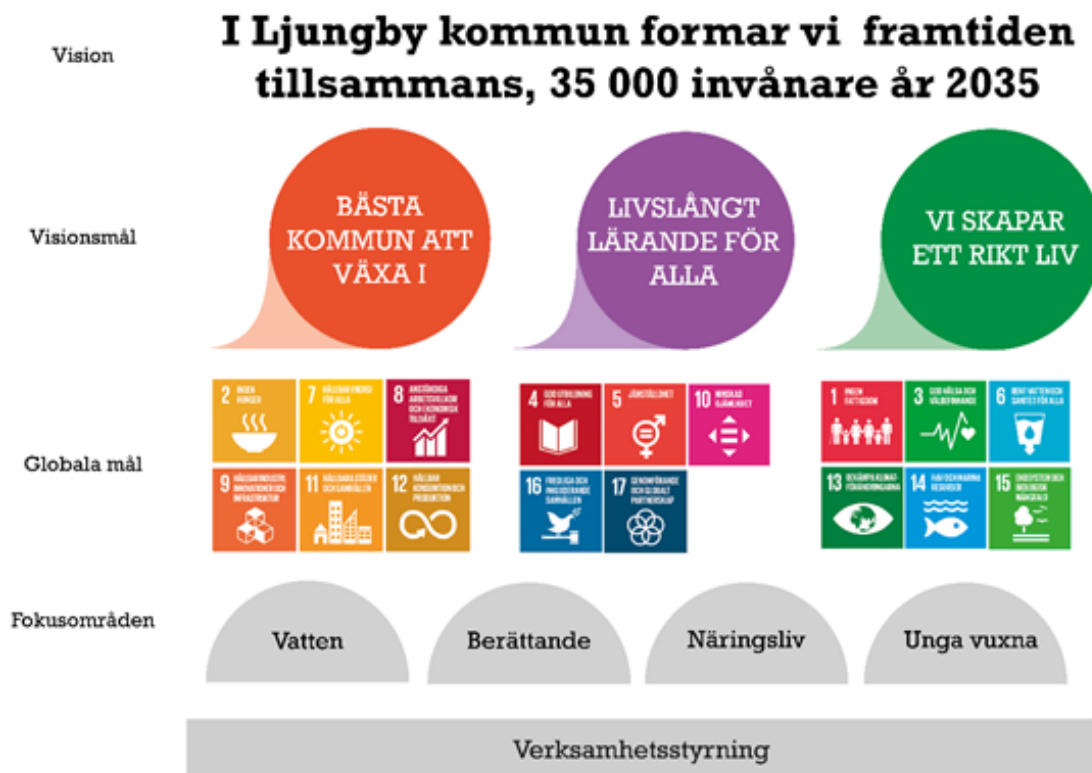 Vision
I Ljungby kommun formar vi framtiden
tillsammans, 35 000 invånare år 2035
Visionsmål
BÄSTA
KOMMUN ATT
VÄXA I
LIVSLÅNGT
LÄRANDE FÖR
ALLA
VI SKAPAR
ETT RIKT LIV
Globala mål
2 INGEN
HUNGER
7 HÅLLBAR ENERGI
FÖR ALLA
8 ANSTÄNDIGA
ARBETSVILLKOR
OCH EKONOMISK
TILLVÄXT
9 HÅLLBAR INDUSTRI,
INNOVATIONER OCH
INFRASTRUKTUR
11 HÅLLBARA STÄDER
OCH SAMHÄLLEN
12 HÅLLBAR
KONSUMTION OCH
PRODUKTION
4 GOD UTBILDNING
FÖR ALLA
5 JÄMSTÄLLDHET
10 MINSKAD
OJÄMLIKHET
16 FREDLIGA OCH
INKLUDERANDE
SAMHÄLLEN
17 GENOMFÖRANDE
OCH GLOBALT
PARTNERSKAP
1 INGEN
FATTIGDOM
3 GOD HÄLSA OCH
VÄLBEFINNANDE
6 RENT VATTEN OCH
SANITET FÖR ALLA
13 BEKÄMPA KLIMAT
FÖRÄNDRINGARNA
14 HAV OCH MARINA
RESURSER
15 EKOSYSTEM OCH
BIOLOGISK
MÅNGFALD
Fokusområden
Vatten
Berättande
Näringsliv
Unga vuxna
Verksamhetsstyrning